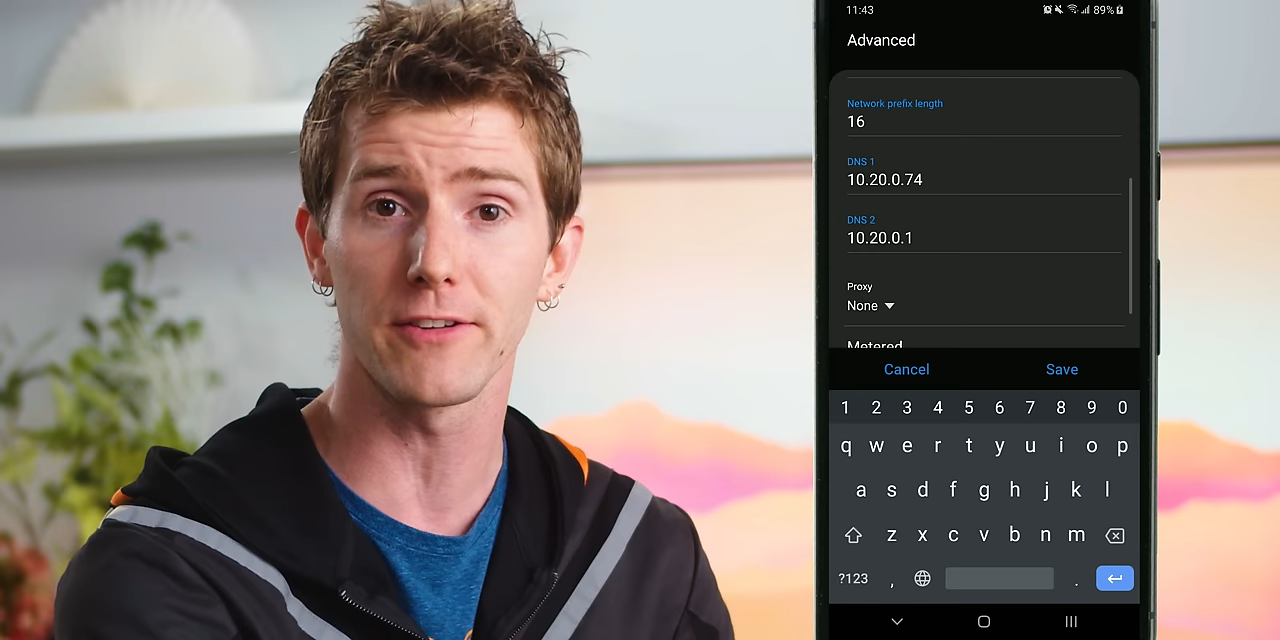 11:43
89%
Advanced
Network prefix length
16
DNS 1
10.20.0.74
DNS 2
10.20.0.1
Proxy
None
Metered
Cancel
Save
1 2 3 4 5 6 7 8 9 0
q w e r t y u i o p
a s d f g h j k l
z x c v b n m
?123 , .